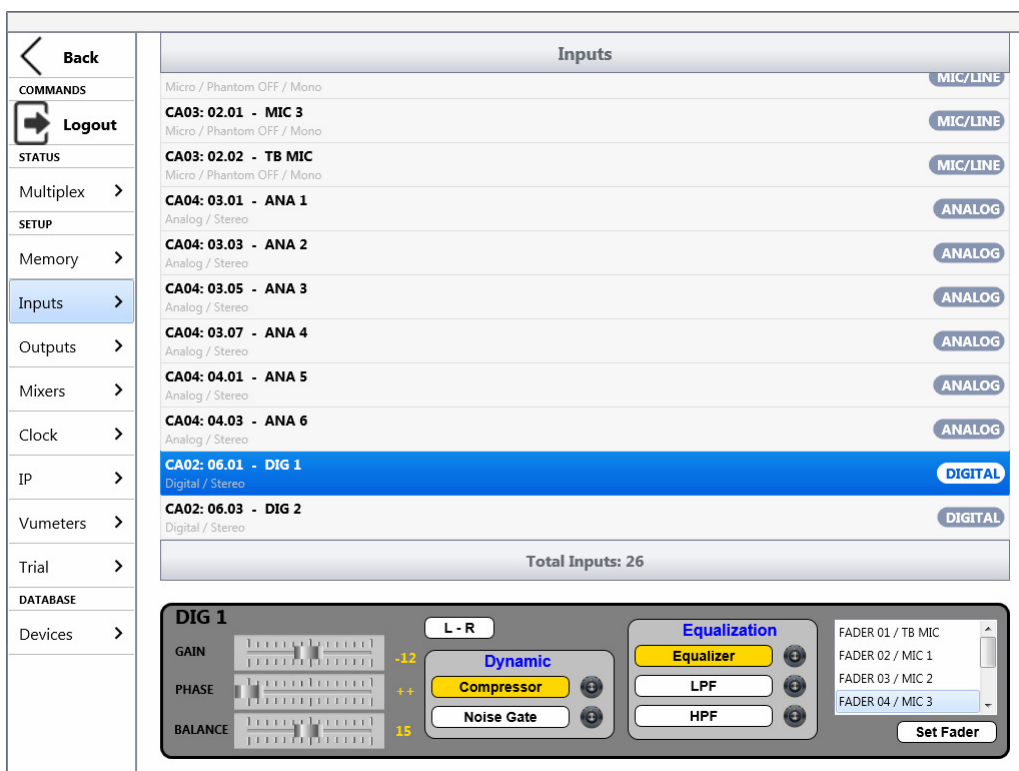 Back
COMMANDS
Logout
STATUS
Multiplex
SETUP
Memory
Inputs
Outputs
Mixers
Clock
IP
Vumeters
Trial
DATABASE
Devices
Inputs
Micro / Phantom OFF / Mono
MIC/LINE
CA03: 02.01 - MIC 3
Micro / Phantom OFF / Mono
MIC/LINE
CA03: 02.02 - TB MIC
Micro / Phantom OFF / Mono
MIC/LINE
CA04: 03.01 - ANA 1
Analog / Stereo
ANALOG
CA04: 03.03 - ANA 2
Analog / Stereo
ANALOG
CA04: 03.05 - ANA 3
Analog / Stereo
ANALOG
CA04: 03.07 - ANA 4
Analog / Stereo
ANALOG
CA04: 04.01 - ANA 5
Analog / Stereo
ANALOG
CA04: 04.03 - ANA 6
Analog / Stereo
ANALOG
CA02: 06.01 - DIG 1
Digital / Stereo
DIGITAL
CA02: 06.03 - DIG 2
Digital / Stereo
DIGITAL
Total Inputs: 26
DIG 1
GAIN
-12
PHASE
++
BALANCE
15
L - R
Dynamic
Compressor
Noise Gate
Equalization
Equalizer
LPF
HPF
FADER 01 / TB MIC
FADER 02 / MIC 1
FADER 03 / MIC 2
FADER 04 / MIC 3
Set Fader